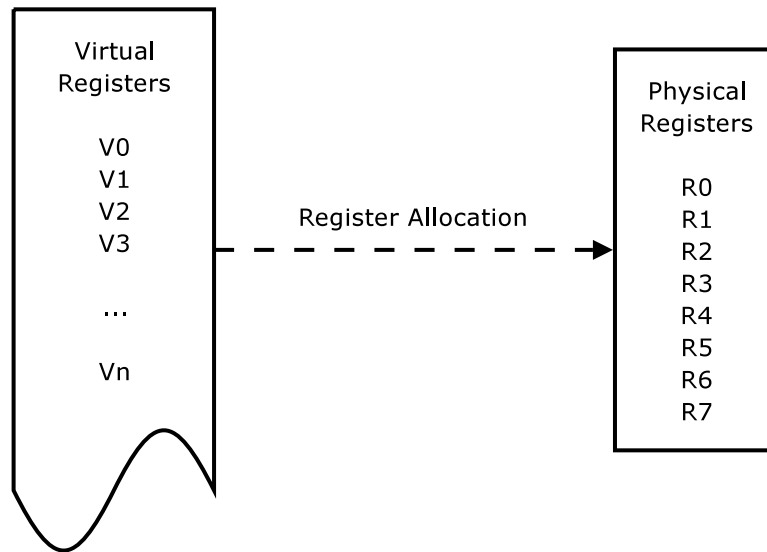 Virtual
Registers
V0
V1
V2
V3
...
Vn
Register Allocation
Physical
Registers
R0
R1
R2
R3
R4
R5
R6
R7